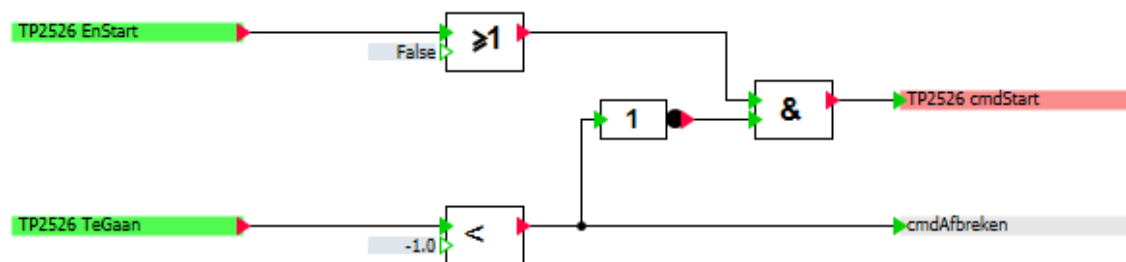 TP2526 EnStart
≥1
False
TP2526 cmdStart
1
&
TP2526 TeGaan
<
-1.0
cmdAfbreken